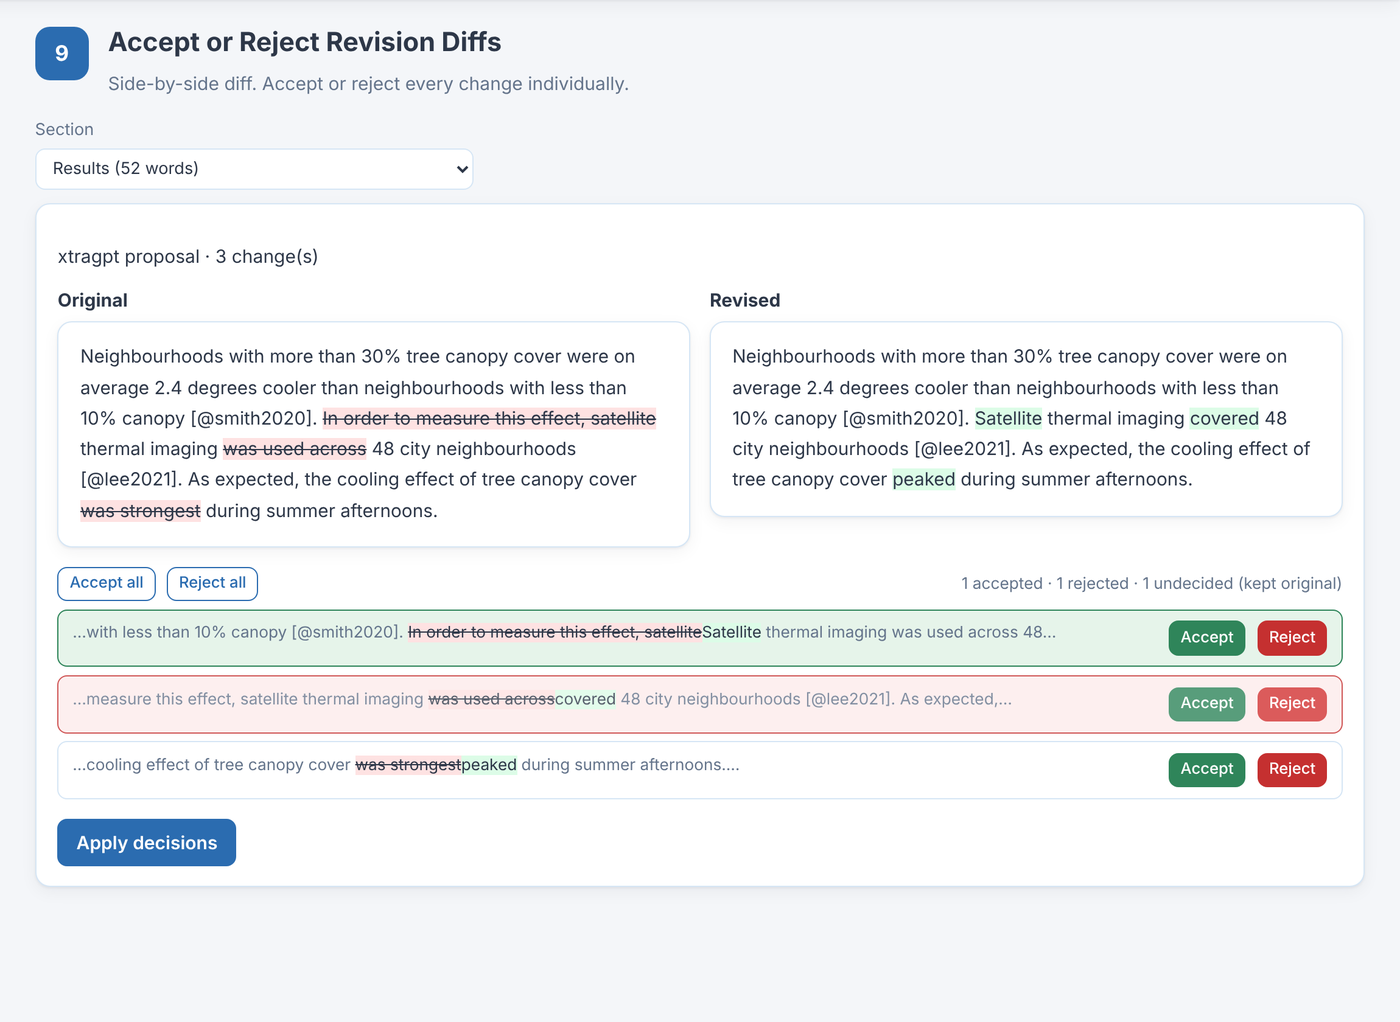 9
Accept or Reject Revision Diffs
Side-by-side diff. Accept or reject every change individually.
Section
Results (52 words)
xtragpt proposal · 3 change(s)
Original
Neighbourhoods with more than 30% tree canopy cover were on
average 2.4 degrees cooler than neighbourhoods with less than
10% canopy [@smith2020]. In order to measure this effect, satellite
thermal imaging was used across 48 city neighbourhoods
[@lee2021]. As expected, the cooling effect of tree canopy cover
was strongest during summer afternoons.
Revised
Neighbourhoods with more than 30% tree canopy cover were on
average 2.4 degrees cooler than neighbourhoods with less than
10% canopy [@smith2020]. Satellite thermal imaging covered 48
city neighbourhoods [@lee2021]. As expected, the cooling effect of
tree canopy cover peaked during summer afternoons.
Accept all Reject all 1 accepted · 1 rejected · 1 undecided (kept original)
...with less than 10% canopy [@smith2020]. In order to measure this effect, satelliteSatellite thermal imaging was used across 48... Accept Reject
...measure this effect, satellite thermal imaging was used acrosscovered 48 city neighbourhoods [@lee2021]. As expected,... Accept Reject
...cooling effect of tree canopy cover was strongestpeaked during summer afternoons.... Accept Reject
Apply decisions